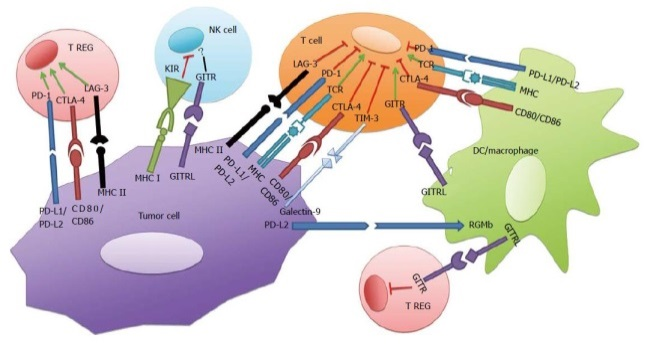 T REG
PD-1
CTLA-4
LAG-3
PD-L1/
PD-L2
CD80/
CD86
MHC II
NK cell
?
KIR
GITR
MHC I
GITRL
Tumor cell
T cell
LAG-3
PD-1
TCR
CTLA-4
TIM-3
GITR
MHC II
PD-L1/
PD-L2
MHC
CD80/
CD86
Galectin-9
PD-L2
RGMb
PD-1
TCR
CTLA-4
PD-L1/PD-L2
MHC
CD80/CD86
DC/macrophage
GITRL
GITRL
GITR
T REG